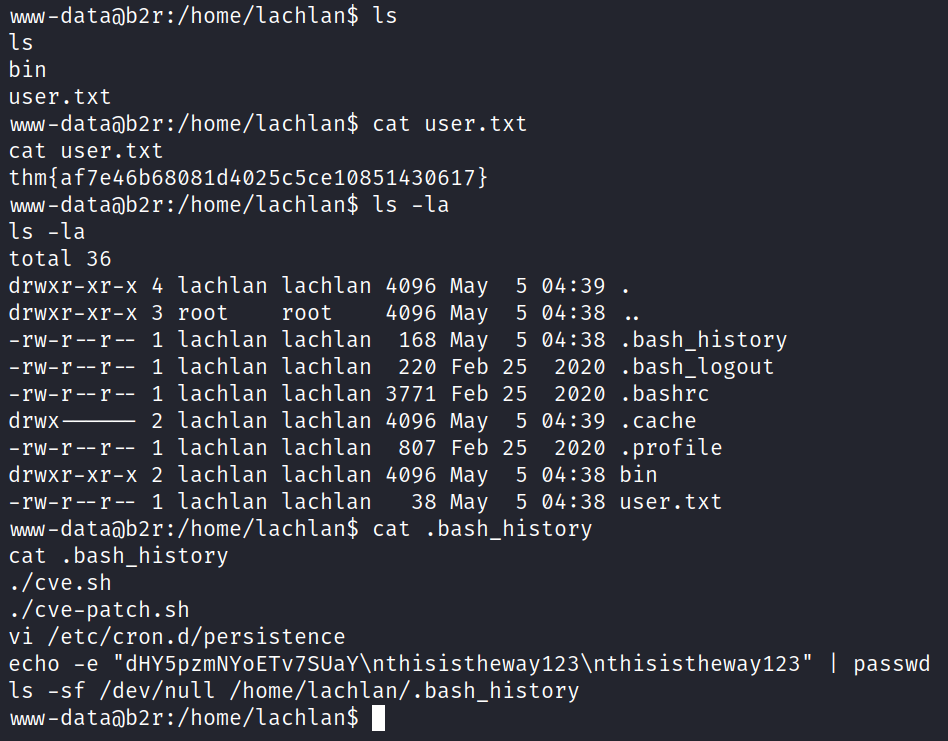 www-data@b2r:/home/lachlan$ ls
ls
bin
user.txt
www-data@b2r:/home/lachlan$ cat user.txt
cat user.txt
thm{af7e46b68081d4025c5ce10851430617}
www-data@b2r:/home/lachlan$ ls -la
ls -la
total 36
drwxr-xr-x 4 lachlan lachlan 4096 May  5 04:39 .
drwxr-xr-x 3 root    root    4096 May  5 04:38 ..
-rw-r--r-- 1 lachlan lachlan  168 May  5 04:38 .bash_history
-rw-r--r-- 1 lachlan lachlan  220 Feb 25  2020 .bash_logout
-rw-r--r-- 1 lachlan lachlan 3771 Feb 25  2020 .bashrc
drwx------ 2 lachlan lachlan 4096 May  5 04:39 .cache
-rw-r--r-- 1 lachlan lachlan  807 Feb 25  2020 .profile
drwxr-xr-x 2 lachlan lachlan 4096 May  5 04:38 bin
-rw-r--r-- 1 lachlan lachlan   38 May  5 04:38 user.txt
www-data@b2r:/home/lachlan$ cat .bash_history
cat .bash_history
./cve.sh
./cve-patch.sh
vi /etc/cron.d/persistence
echo -e "dHY5pzmNYoETv7SUaY\nthisistheway123\nthisistheway123" | passwd
ls -sf /dev/null /home/lachlan/.bash_history
www-data@b2r:/home/lachlan$